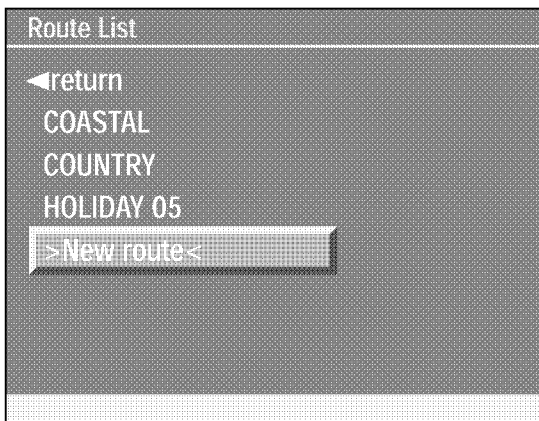 Route List
◄return
COASTAL
COUNTRY
HOLIDAY 05
>New route<